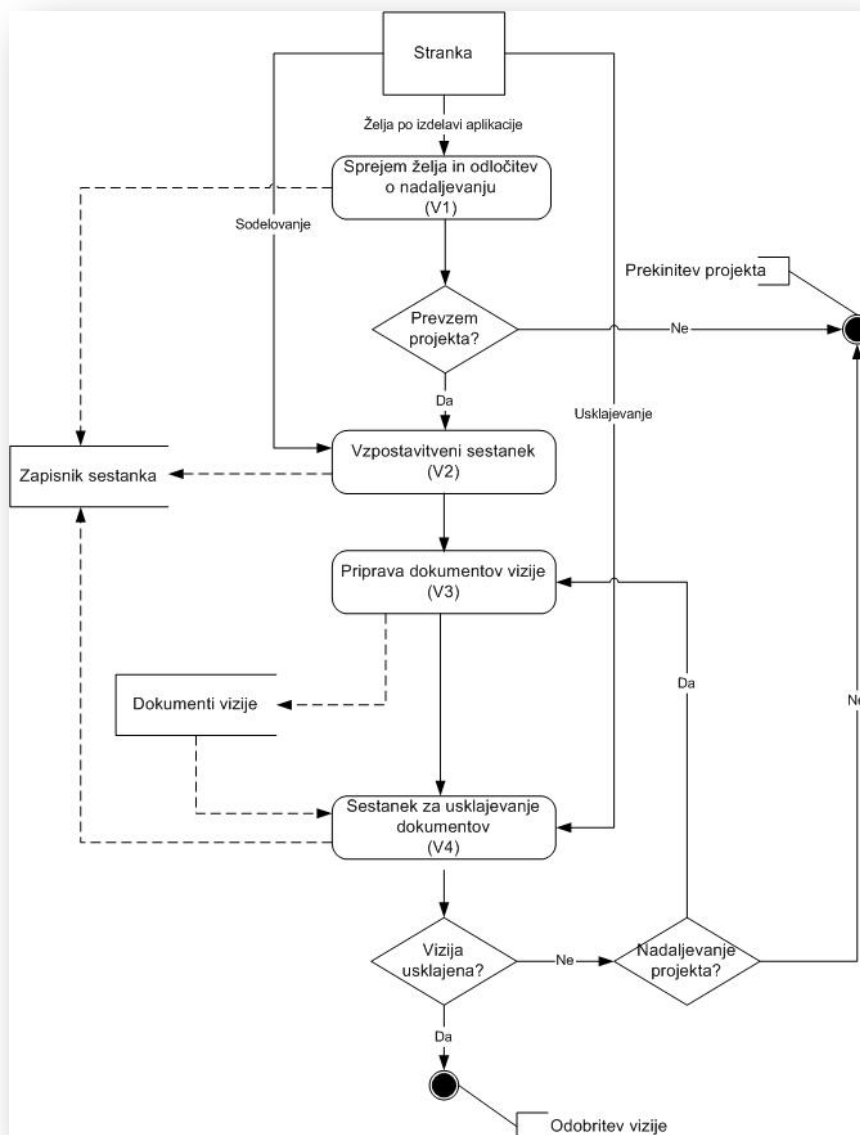 Stranka
Želja po izdelavi aplikacije
Sprejem želja in odločitev
o nadaljevanju
(V1)
Sodelovanje
Prekinitev projekta
Prevzem
projekta?
Ne
Da
Usklajevanje
Vzpostavitveni sestanek
(V2)
Zapisnik sestanka
Priprava dokumentov vizije
(V3)
Da
Ne
Dokumenti vizije
Sestanek za usklajevanje
dokumentov
(V4)
Vizija
usklajena?
Ne
Nadaljevanje
projekta?
Da
Odobritev vizije